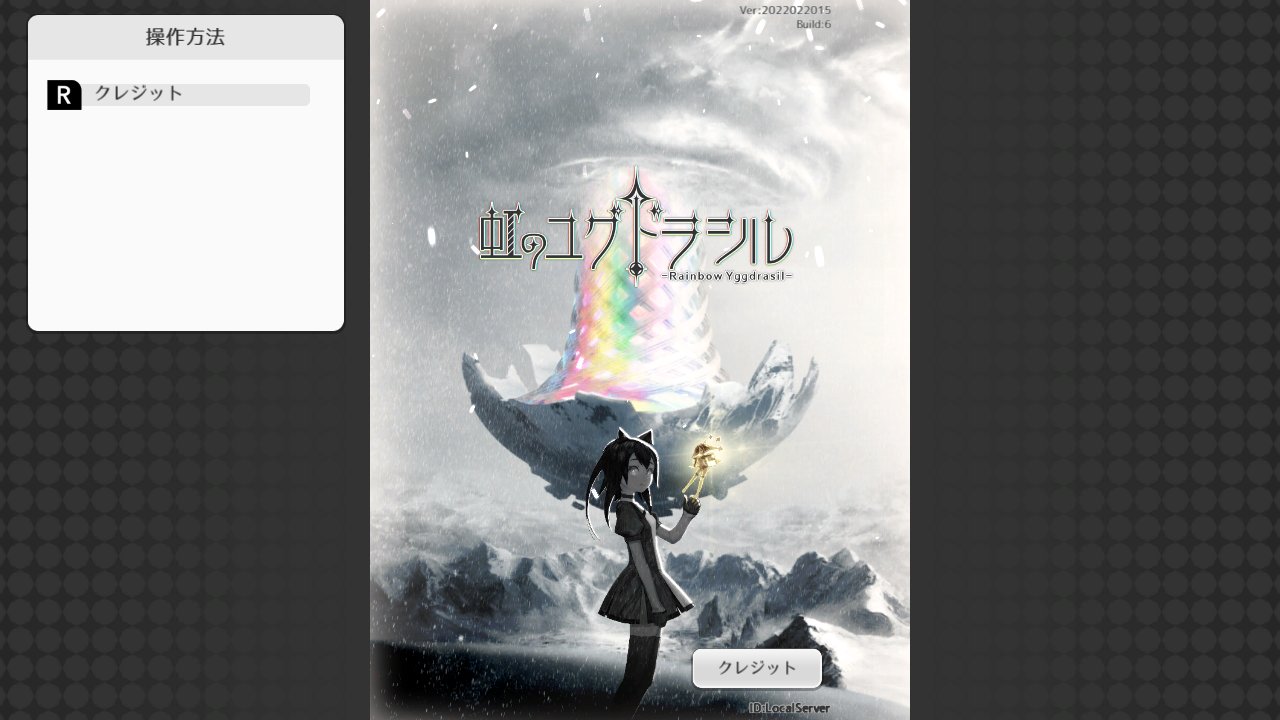 操作方法
R クレジット
Ver:2022022015
Build:6
虹のユグドラシル
-Rainbow Yggdrasil-
クレジット
ID:LocalServer